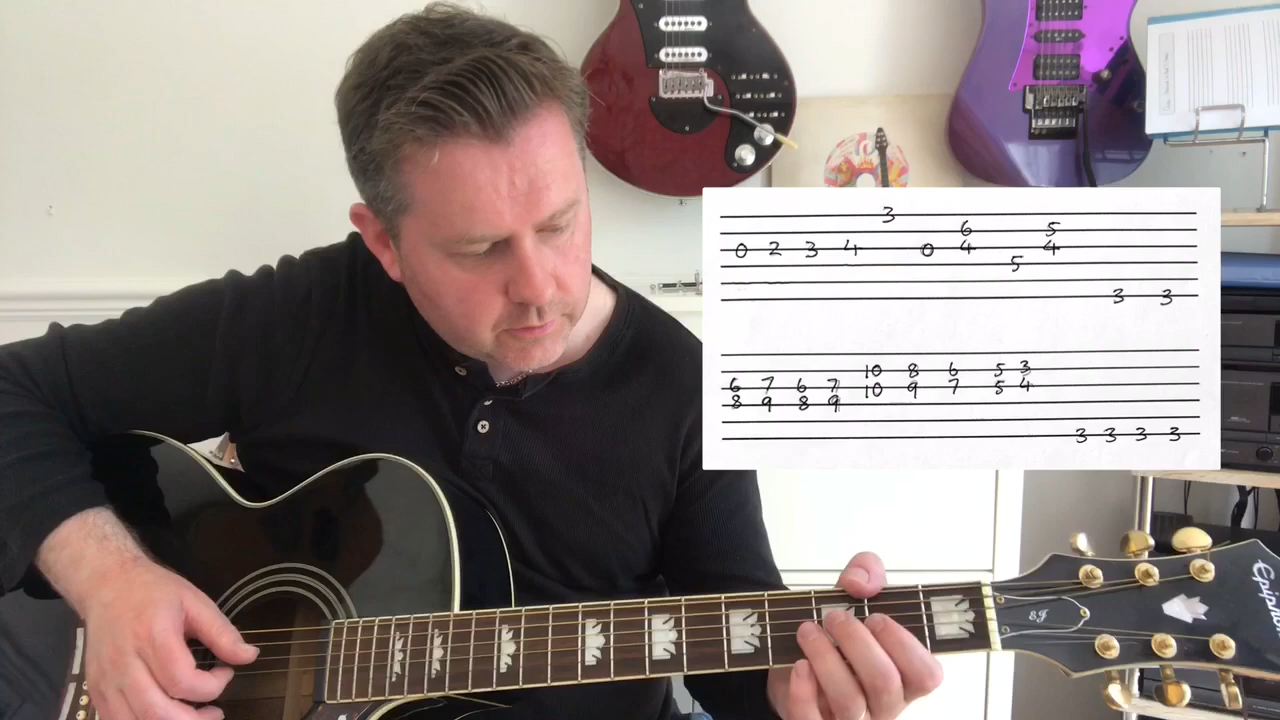 3
6 5
0 2 3 4 0 4 4
5
3 3
10 8 6 5 3
6 7 6 7 10 9 7 5 4
8 9 8 9
3 3 3 3
EJ
Epiphone